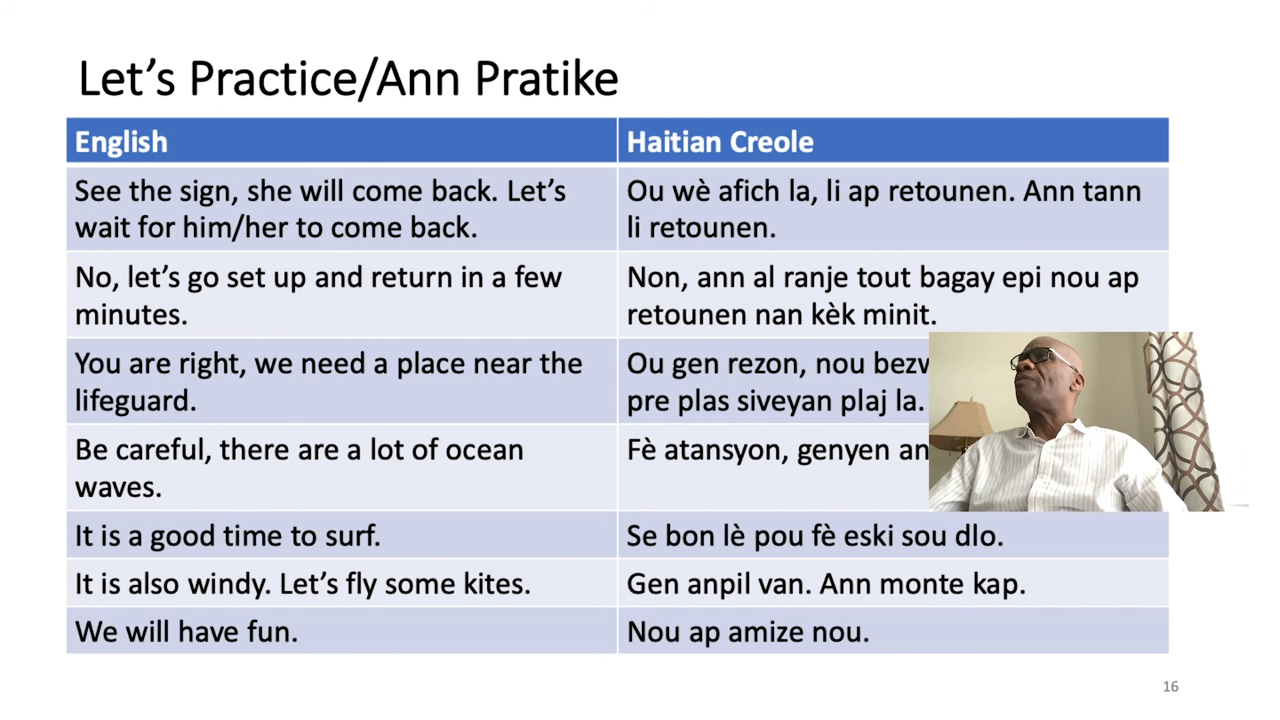 Let's Practice/Ann Pratike
English
Haitian Creole
See the sign, she will come back. Let's
wait for him/her to come back.
Ou wè afich la, li ap retounen. Ann tann
li retounen.
No, let's go set up and return in a few
minutes.
Non, ann al ranje tout bagay epi nou ap
retounen nan kèk minit.
You are right, we need a place near the
lifeguard.
Ou gen rezon, nou
pre plas siveyan plaj la.
Be careful, there are a lot of ocean
waves.
Fè atansyon, genyen
It is a good time to surf.
Se bon lè pou fè eski sou dlo.
It is also windy. Let's fly some kites.
Gen anpil van. Ann monte kap.
We will have fun.
Nou ap amize nou.
16